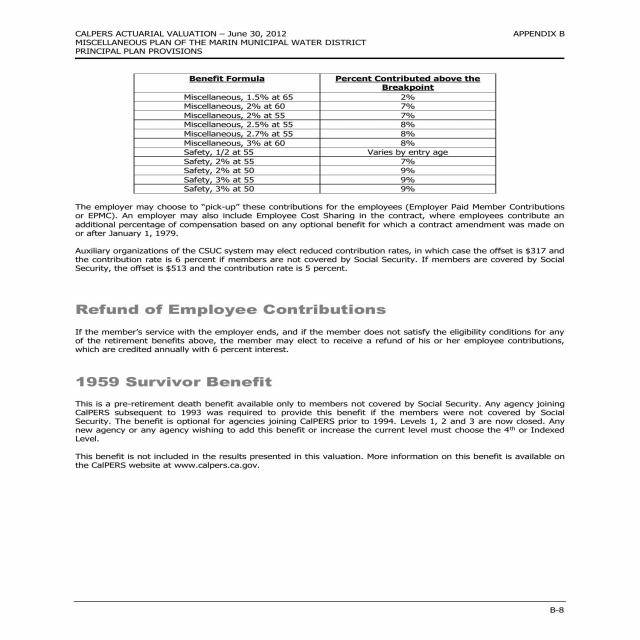 CALPERS ACTUARIAL VALUATION – June 30, 2012 APPENDIX B
MISCELLANEOUS PLAN OF THE MARIN MUNICIPAL WATER DISTRICT
PRINCIPAL PLAN PROVISIONS
Benefit Formula Percent Contributed above the
Breakpoint
Miscellaneous, 1.5% at 65 2%
Miscellaneous, 2% at 60 7%
Miscellaneous, 2% at 55 7%
Miscellaneous, 2.5% at 55 8%
Miscellaneous, 2.7% at 55 8%
Miscellaneous, 3% at 60 8%
Safety, 1/2 at 55 Varies by entry age
Safety, 2% at 55 7%
Safety, 2% at 50 9%
Safety, 3% at 55 9%
Safety, 3% at 50 9%
The employer may choose to “pick-up” these contributions for the employees (Employer Paid Member Contributions
or EPMC). An employer may also include Employee Cost Sharing in the contract, where employees contribute an
additional percentage of compensation based on any optional benefit for which a contract amendment was made on
or after January 1, 1979.
Auxiliary organizations of the CSUC system may elect reduced contribution rates, in which case the offset is $317 and
the contribution rate is 6 percent if members are not covered by Social Security. If members are covered by Social
Security, the offset is $513 and the contribution rate is 5 percent.
Refund of Employee Contributions
If the member’s service with the employer ends, and if the member does not satisfy the eligibility conditions for any
of the retirement benefits above, the member may elect to receive a refund of his or her employee contributions,
which are credited annually with 6 percent interest.
1959 Survivor Benefit
This is a pre-retirement death benefit available only to members not covered by Social Security. Any agency joining
CalPERS subsequent to 1993 was required to provide this benefit if the members were not covered by Social
Security. The benefit is optional for agencies joining CalPERS prior to 1994. Levels 1, 2 and 3 are now closed. Any
new agency or any agency wishing to add this benefit or increase the current level must choose the 4th or Indexed
Level.
This benefit is not included in the results presented in this valuation. More information on this benefit is available on
the CalPERS website at www.calpers.ca.gov.
B-8